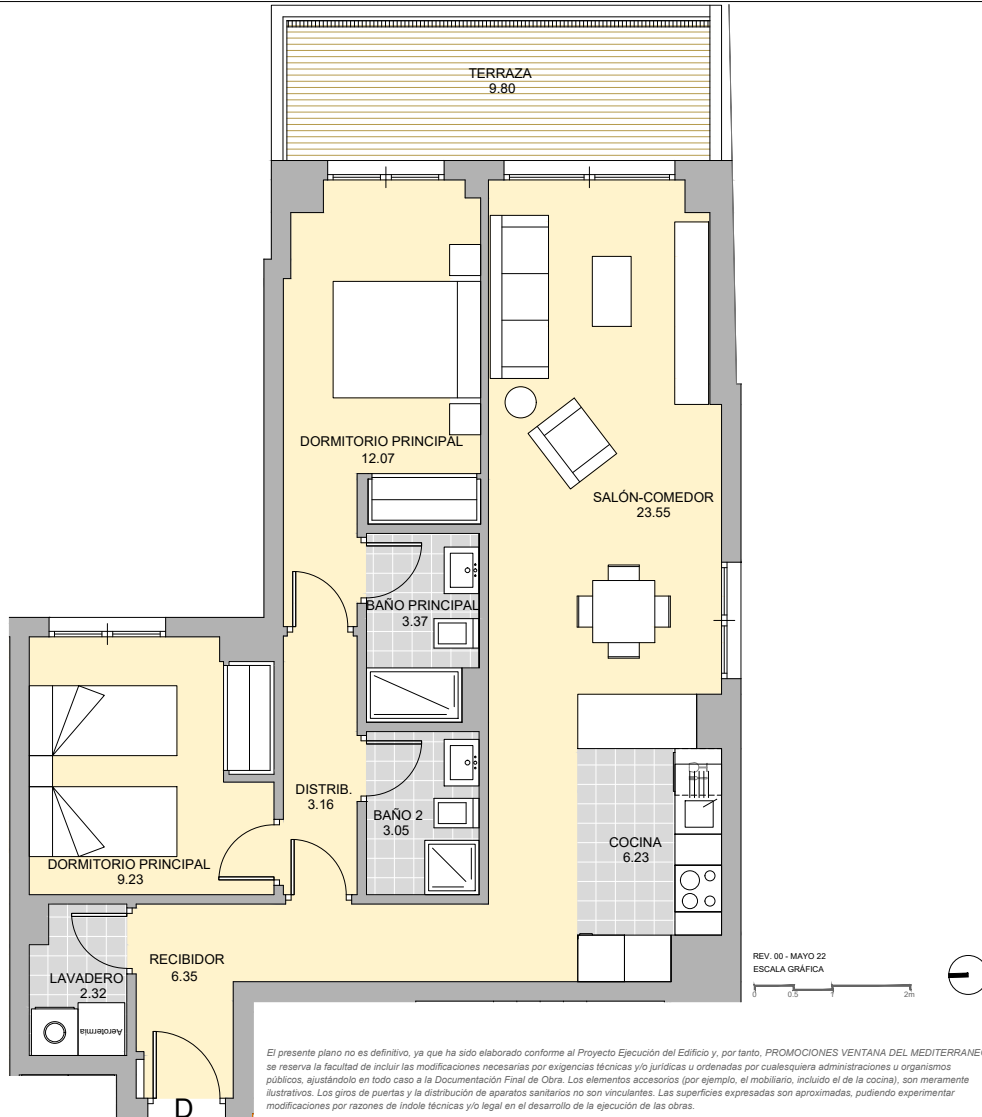 TERRAZA
9.80
DORMITORIO PRINCIPAL
12.07
SALÓN-COMEDOR
23.55
BAÑO PRINCIPAL
3.37
DISTRIB.
3.16
BAÑO 2
3.05
COCINA
6.23
DORMITORIO PRINCIPAL
9.23
RECIBIDOR
6.35
LAVADERO
2.32
Aerotermia
D
REV. 00 - MAYO 22
ESCALA GRÁFICA
0 0.5 1 2m
El presente plano no es definitivo, ya que ha sido elaborado conforme al Proyecto Ejecución del Edificio y, por tanto, PROMOCIONES VENTANA DEL MEDITERRANEO
se reserva la facultad de incluir las modificaciones necesarias por exigencias técnicas y/o jurídicas u ordenadas por cualesquiera administraciones u organismos
públicos, ajustándolo en todo caso a la Documentación Final de Obra. Los elementos accesorios (por ejemplo, el mobiliario, incluido el de la cocina), son meramente
ilustrativos. Los giros de puertas y la distribución de aparatos sanitarios no son vinculantes. Las superficies expresadas son aproximadas, pudiendo experimentar
modificaciones por razones de índole técnicas y/o legal en el desarrollo de la ejecución de las obras.